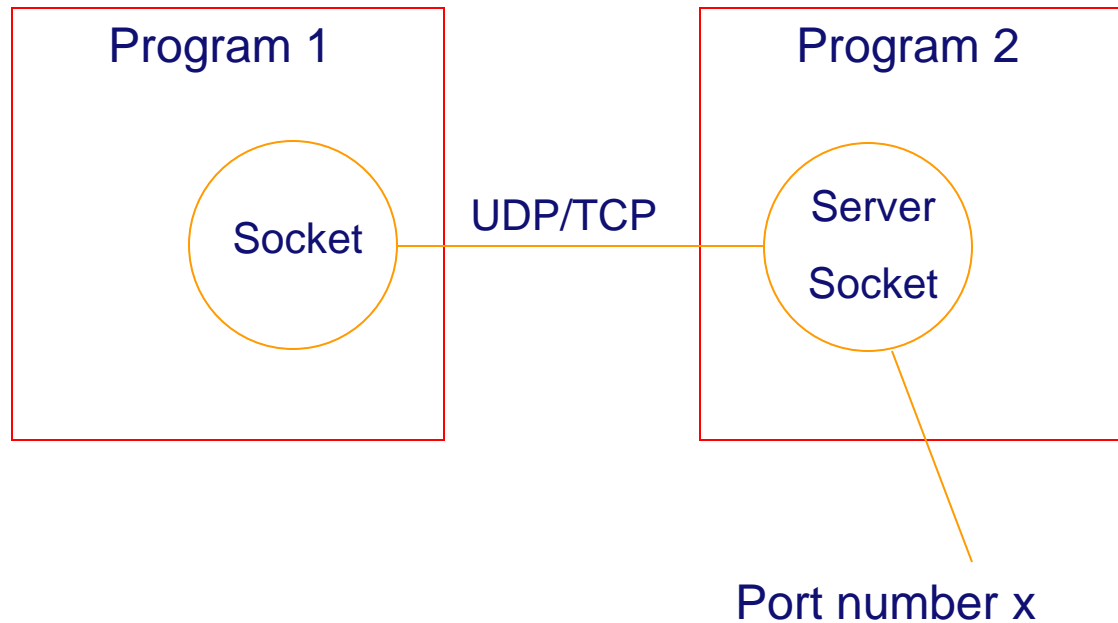 Program 1
Program 2
Socket
UDP/TCP
Server
Socket
Port number x